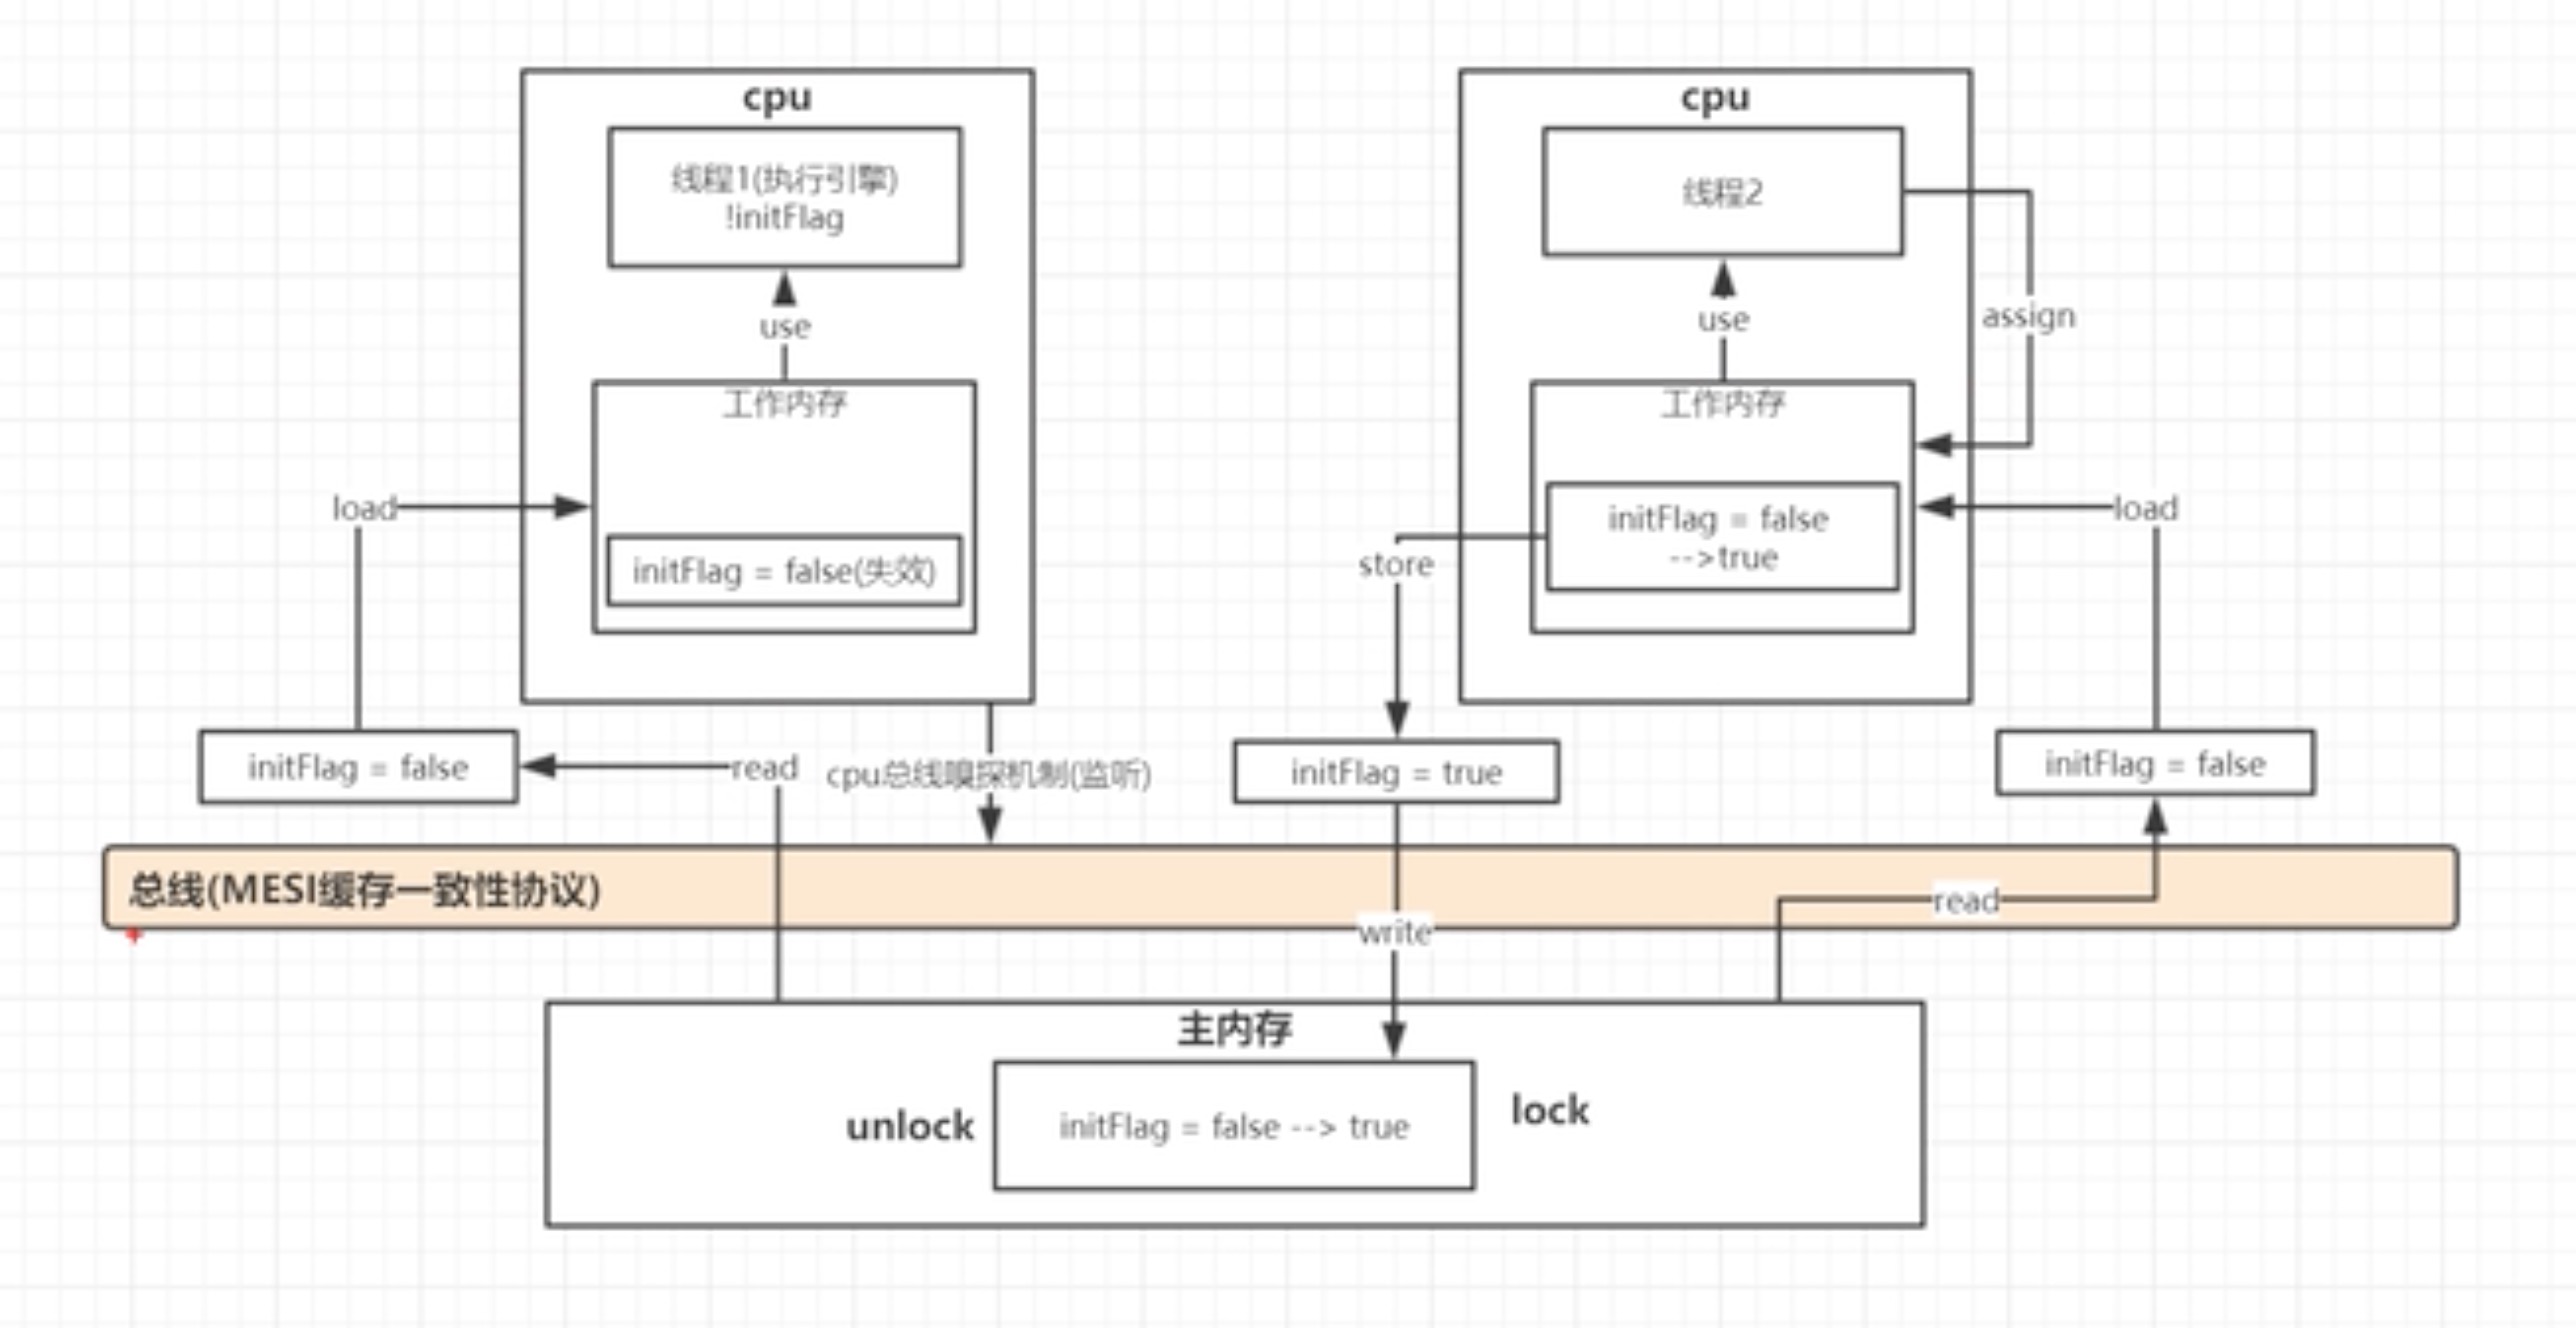 cpu
线程1(执行引擎)
!initFlag
use
工作内存
initFlag = false(失效)
load
initFlag = false
read
cpu总线嗅探机制(监听)
cpu
线程2
use
assign
工作内存
initFlag = false
-->true
store
load
initFlag = true
initFlag = false
总线(MESI缓存一致性协议)
write
read
主内存
unlock
initFlag = false --> true
lock